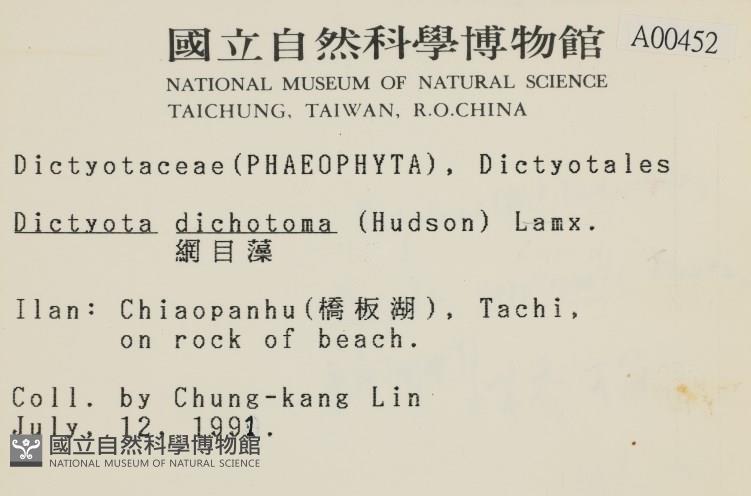 國立自然科學博物館
A00452
NATIONAL MUSEUM OF NATURAL SCIENCE
TAICHUNG, TAIWAN, R.O.CHINA
Dictyotaceae(PHAEOPHYTA), Dictyotales
Dictyota dichotoma (Hudson) Lamx.
網目藻
Ilan: Chiaopanhu(橋板湖), Tachi,
on rock of beach.
Coll. by Chung-kang Lin
July, 12, 1991.
國立自然科學博物館
NATIONAL MUSEUM OF NATURAL SCIENCE